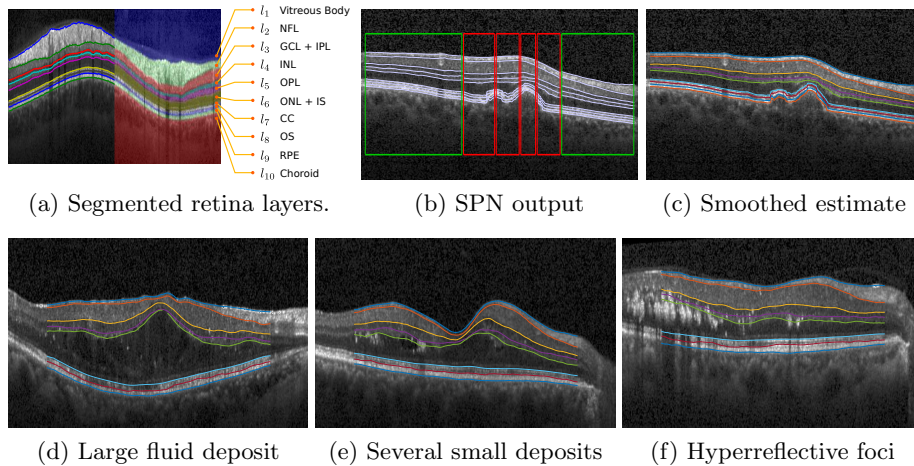 l1 Vitreous Body
l2 NFL
l3 GCL + IPL
l4 INL
l5 OPL
l6 ONL + IS
l7 CC
l8 OS
l9 RPE
l10 Choroid
(a) Segmented retina layers.
(b) SPN output
(c) Smoothed estimate
(d) Large fluid deposit
(e) Several small deposits
(f) Hyperreflective foci